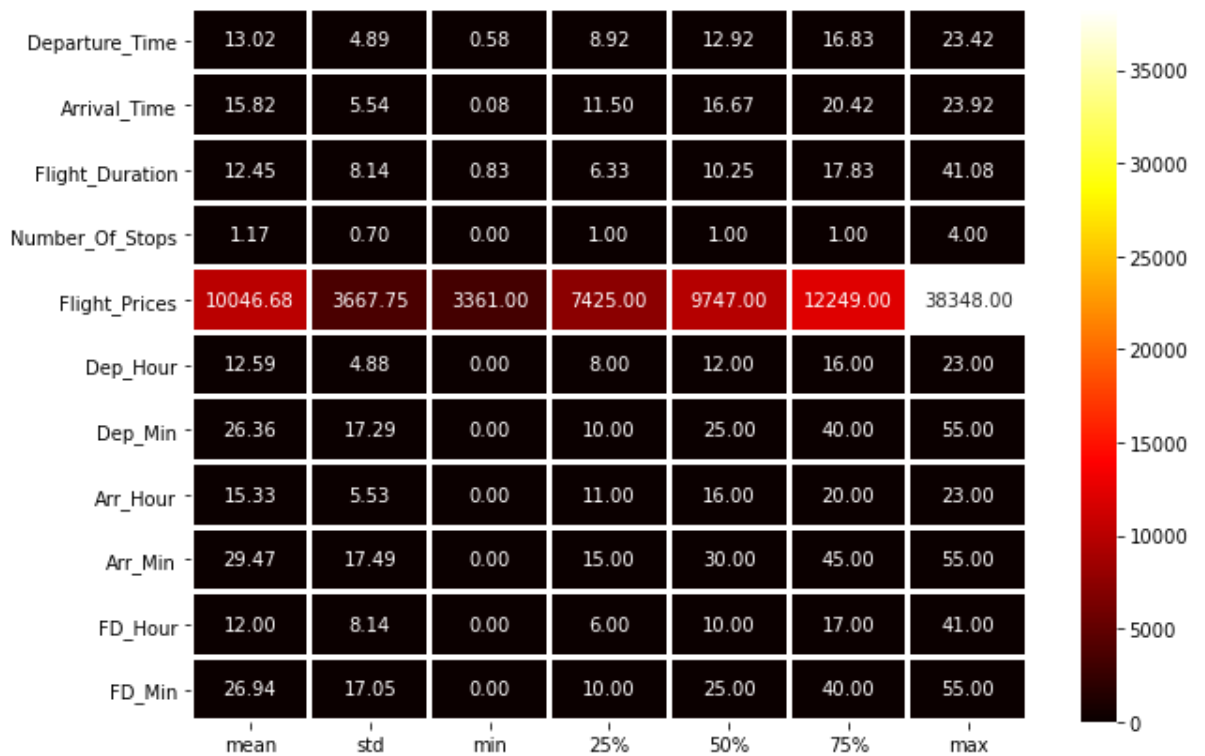 Departure_Time 13.02 4.89 0.58 8.92 12.92 16.83 23.42
Arrival_Time 15.82 5.54 0.08 11.50 16.67 20.42 23.92
Flight_Duration 12.45 8.14 0.83 6.33 10.25 17.83 41.08
Number_Of_Stops 1.17 0.70 0.00 1.00 1.00 1.00 4.00
Flight_Prices 10046.68 3667.75 3361.00 7425.00 9747.00 12249.00 38348.00
Dep_Hour 12.59 4.88 0.00 8.00 12.00 16.00 23.00
Dep_Min 26.36 17.29 0.00 10.00 25.00 40.00 55.00
Arr_Hour 15.33 5.53 0.00 11.00 16.00 20.00 23.00
Arr_Min 29.47 17.49 0.00 15.00 30.00 45.00 55.00
FD_Hour 12.00 8.14 0.00 6.00 10.00 17.00 41.00
FD_Min 26.94 17.05 0.00 10.00 25.00 40.00 55.00
mean std min 25% 50% 75% max
35000
30000
25000
20000
15000
10000
5000
0